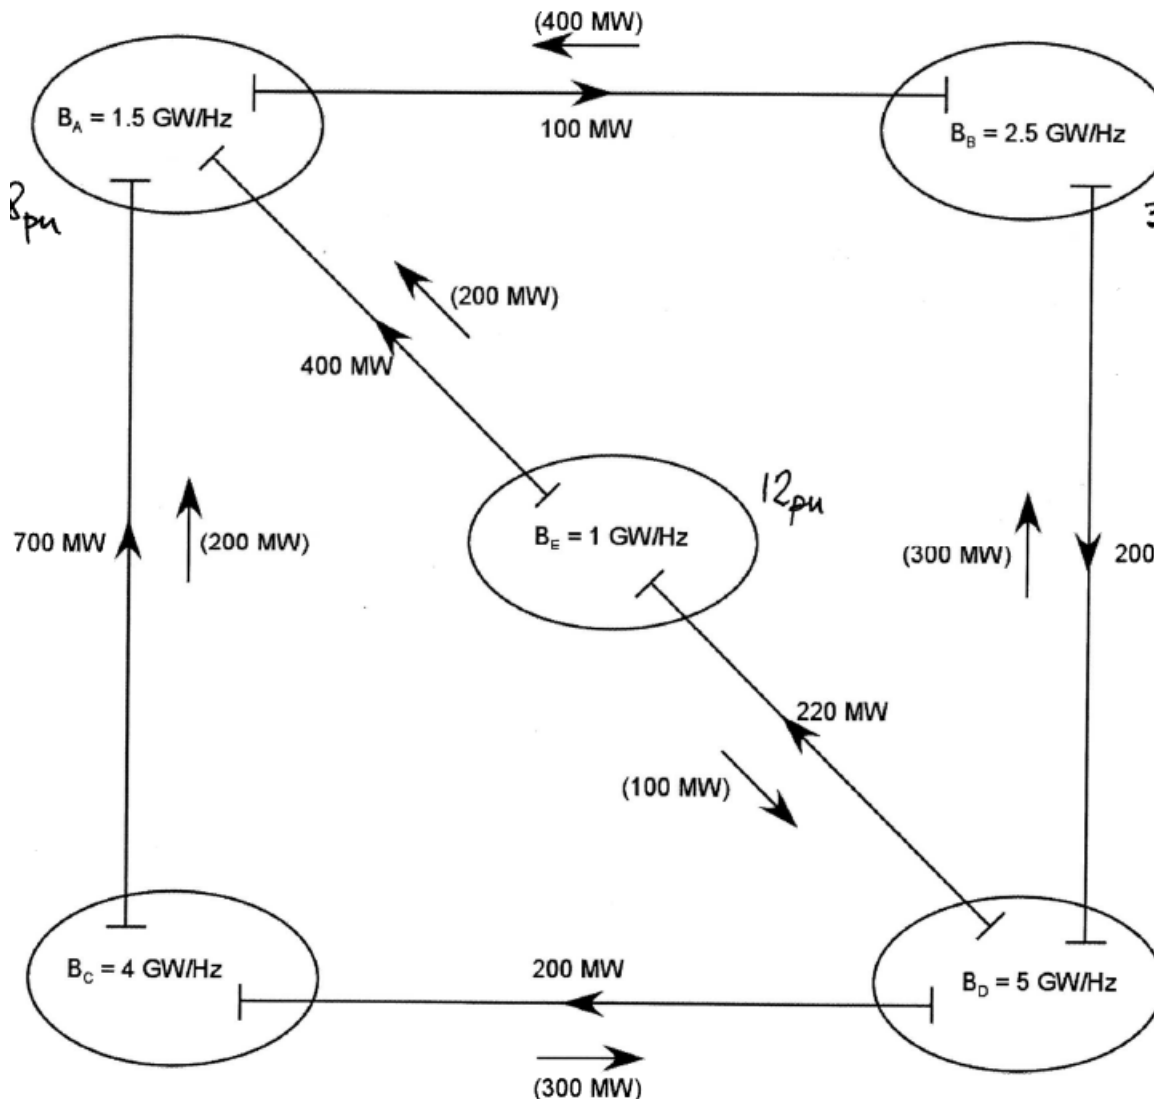 (400 MW)
B_A = 1.5 GW/Hz
100 MW
B_B = 2.5 GW/Hz
8pu
3
(200 MW)
400 MW
12pu
B_E = 1 GW/Hz
700 MW
(200 MW)
(300 MW)
200
220 MW
(100 MW)
B_C = 4 GW/Hz
200 MW
B_D = 5 GW/Hz
(300 MW)